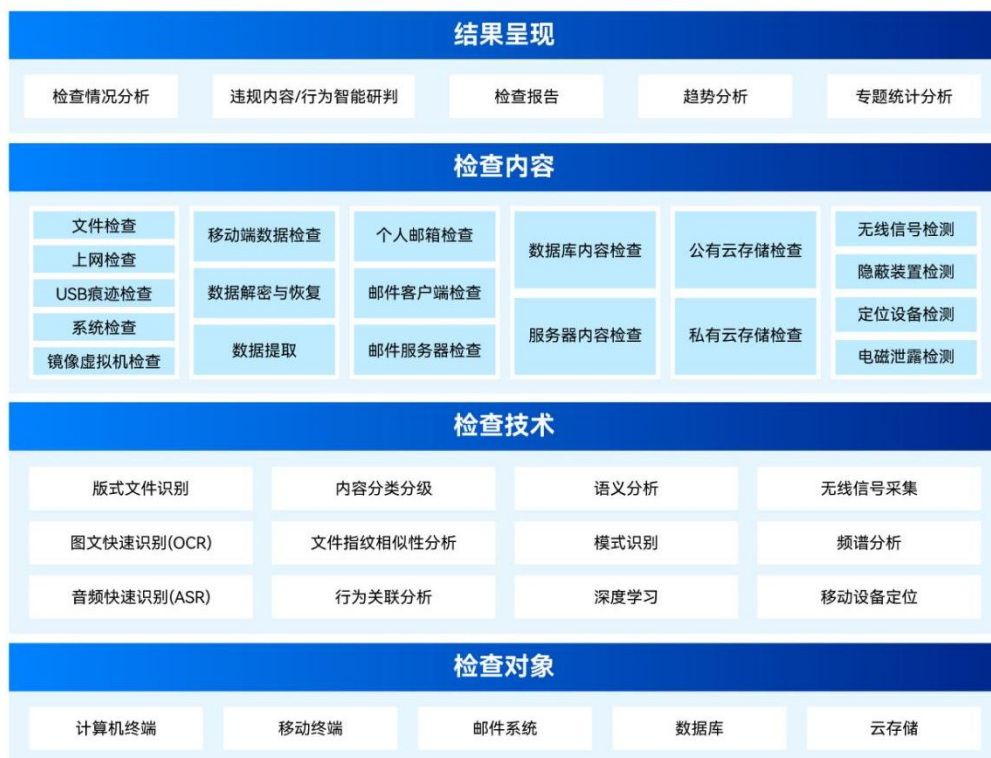 结果呈现
检查情况分析
违规内容/行为智能研判
检查报告
趋势分析
专题统计分析
检查内容
文件检查
上网检查
USB痕迹检查
系统检查
镜像虚拟机检查
移动端数据检查
数据解密与恢复
数据提取
个人邮箱检查
邮件客户端检查
邮件服务器检查
数据库内容检查
服务器内容检查
公有云存储检查
私有云存储检查
无线信号检测
隐蔽装置检测
定位设备检测
电磁泄露检测
检查技术
版式文件识别
内容分类分级
语义分析
无线信号采集
图文快速识别(OCR)
文件指纹相似性分析
模式识别
频谱分析
音频快速识别(ASR)
行为关联分析
深度学习
移动设备定位
检查对象
计算机终端
移动终端
邮件系统
数据库
云存储